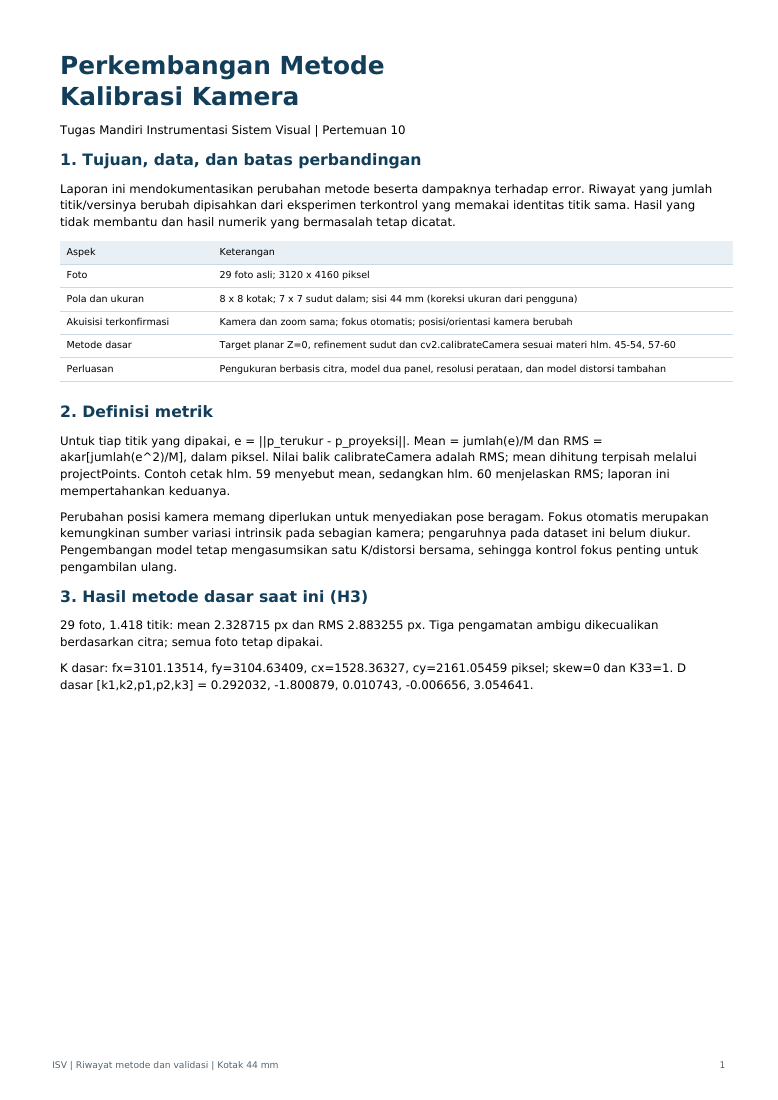 Perkembangan Metode
Kalibrasi Kamera
Tugas Mandiri Instrumentasi Sistem Visual | Pertemuan 10
1. Tujuan, data, dan batas perbandingan
Laporan ini mendokumentasikan perubahan metode beserta dampaknya terhadap error. Riwayat yang jumlah
titik/versinya berubah dipisahkan dari eksperimen terkontrol yang memakai identitas titik sama. Hasil yang
tidak membantu dan hasil numerik yang bermasalah tetap dicatat.
Aspek Keterangan
Foto 29 foto asli; 3120 x 4160 piksel
Pola dan ukuran 8 x 8 kotak; 7 x 7 sudut dalam; sisi 44 mm (koreksi ukuran dari pengguna)
Akuisisi terkonfirmasi Kamera dan zoom sama; fokus otomatis; posisi/orientasi kamera berubah
Metode dasar Target planar Z=0, refinement sudut dan cv2.calibrateCamera sesuai materi hlm. 45-54, 57-60
Perluasan Pengukuran berbasis citra, model dua panel, resolusi perataan, dan model distorsi tambahan
2. Definisi metrik
Untuk tiap titik yang dipakai, e = ||p_terukur - p_proyeksi||. Mean = jumlah(e)/M dan RMS =
akar[jumlah(e^2)/M], dalam piksel. Nilai balik calibrateCamera adalah RMS; mean dihitung terpisah melalui
projectPoints. Contoh cetak hlm. 59 menyebut mean, sedangkan hlm. 60 menjelaskan RMS; laporan ini
mempertahankan keduanya.
Perubahan posisi kamera memang diperlukan untuk menyediakan pose beragam. Fokus otomatis merupakan
kemungkinan sumber variasi intrinsik pada sebagian kamera; pengaruhnya pada dataset ini belum diukur.
Pengembangan model tetap mengasumsikan satu K/distorsi bersama, sehingga kontrol fokus penting untuk
pengambilan ulang.
3. Hasil metode dasar saat ini (H3)
29 foto, 1.418 titik: mean 2.328715 px dan RMS 2.883255 px. Tiga pengamatan ambigu dikecualikan
berdasarkan citra; semua foto tetap dipakai.
K dasar: fx=3101.13514, fy=3104.63409, cx=1528.36327, cy=2161.05459 piksel; skew=0 dan K33=1. D
dasar [k1,k2,p1,p2,k3] = 0.292032, -1.800879, 0.010743, -0.006656, 3.054641.
ISV | Riwayat metode dan validasi | Kotak 44 mm 1